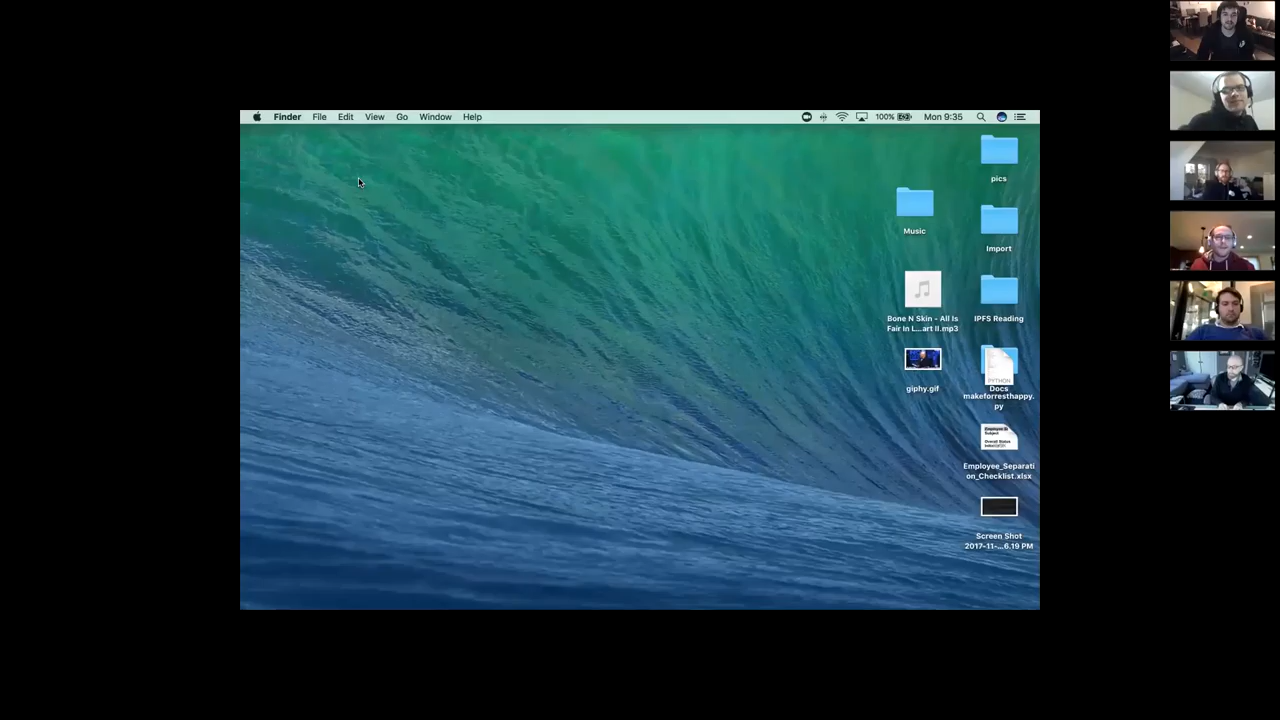 Finder File Edit View Go Window Help 100% Mon 9:35
pics
Music
Import
Bone N Skin - All Is
Fair In L...art II.mp3
IPFS Reading
giphy.gif
PYTHON
Docs
makeforresthappy.
py
Employee_Separati
on_Checklist.xlsx
Screen Shot
2017-11-...6.19 PM